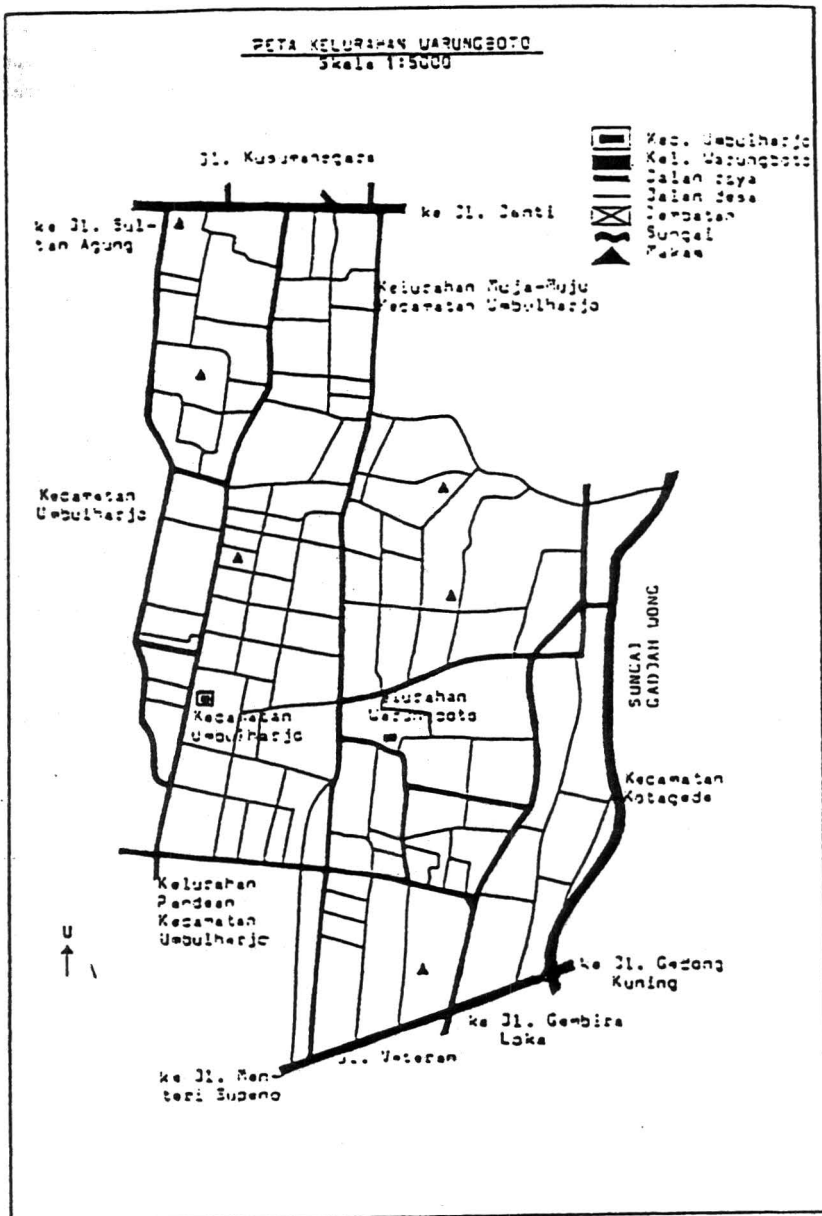 PETA KELURAHAN WARUNGBOTO
Skala 1:5000
Kec. Umbulharjo
Kel. Warungboto
Jalan raya
Jalan desa
Jembatan
Sungai
Makam
Jl. Kusumanegara
ke Jl. Sul-
tan Agung
ke Jl. Janti
Kelurahan Muja-Muju
Kecamatan Umbulharjo
Kecamatan
Umbulharjo
SUNGAI
GADJAH WONG
Kecamatan
Umbulharjo
Kelurahan
Warungboto
Kecamatan
Kotagede
Kelurahan
Pandean
Kecamatan
Umbulharjo
U
ke Jl. Gedong
Kuning
ke Jl. Gembira
Loka
Jl. Veteran
ke Jl. Men-
teri Supeno